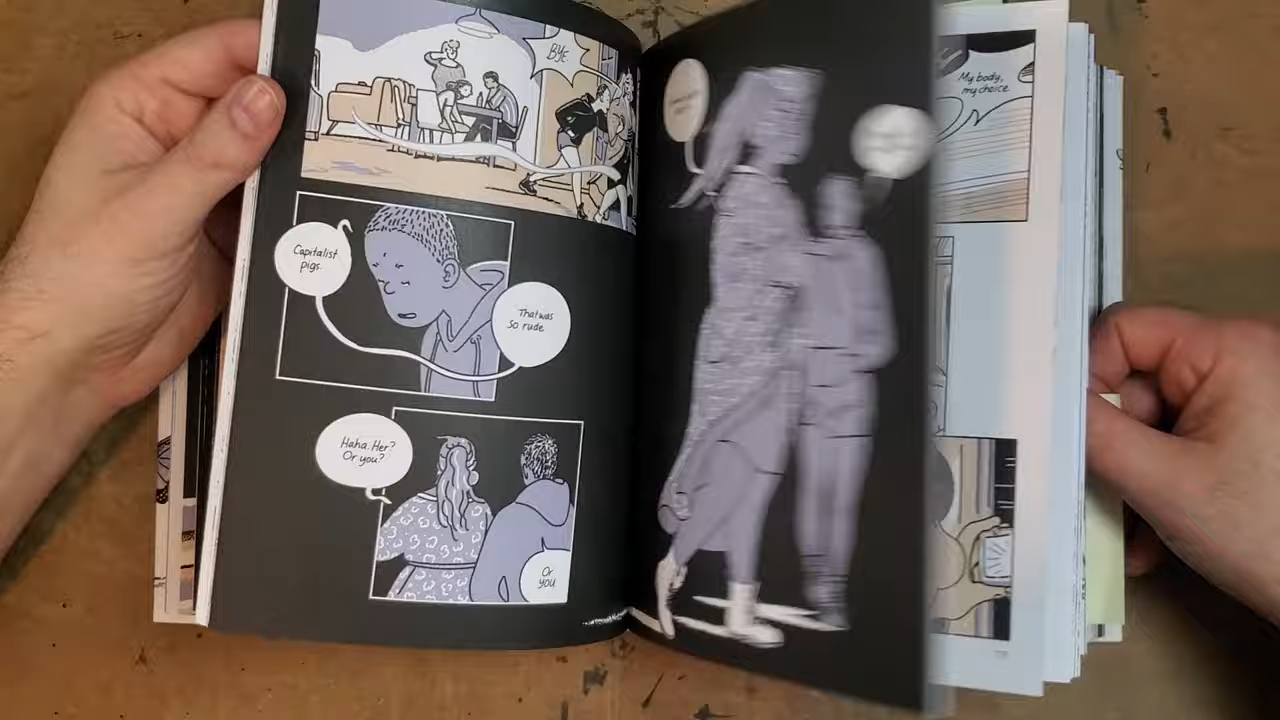 BYE
Capitalist
pigs.
That was
so rude.
Haha. Her?
Or you?
Or
you.
My body,
my choice